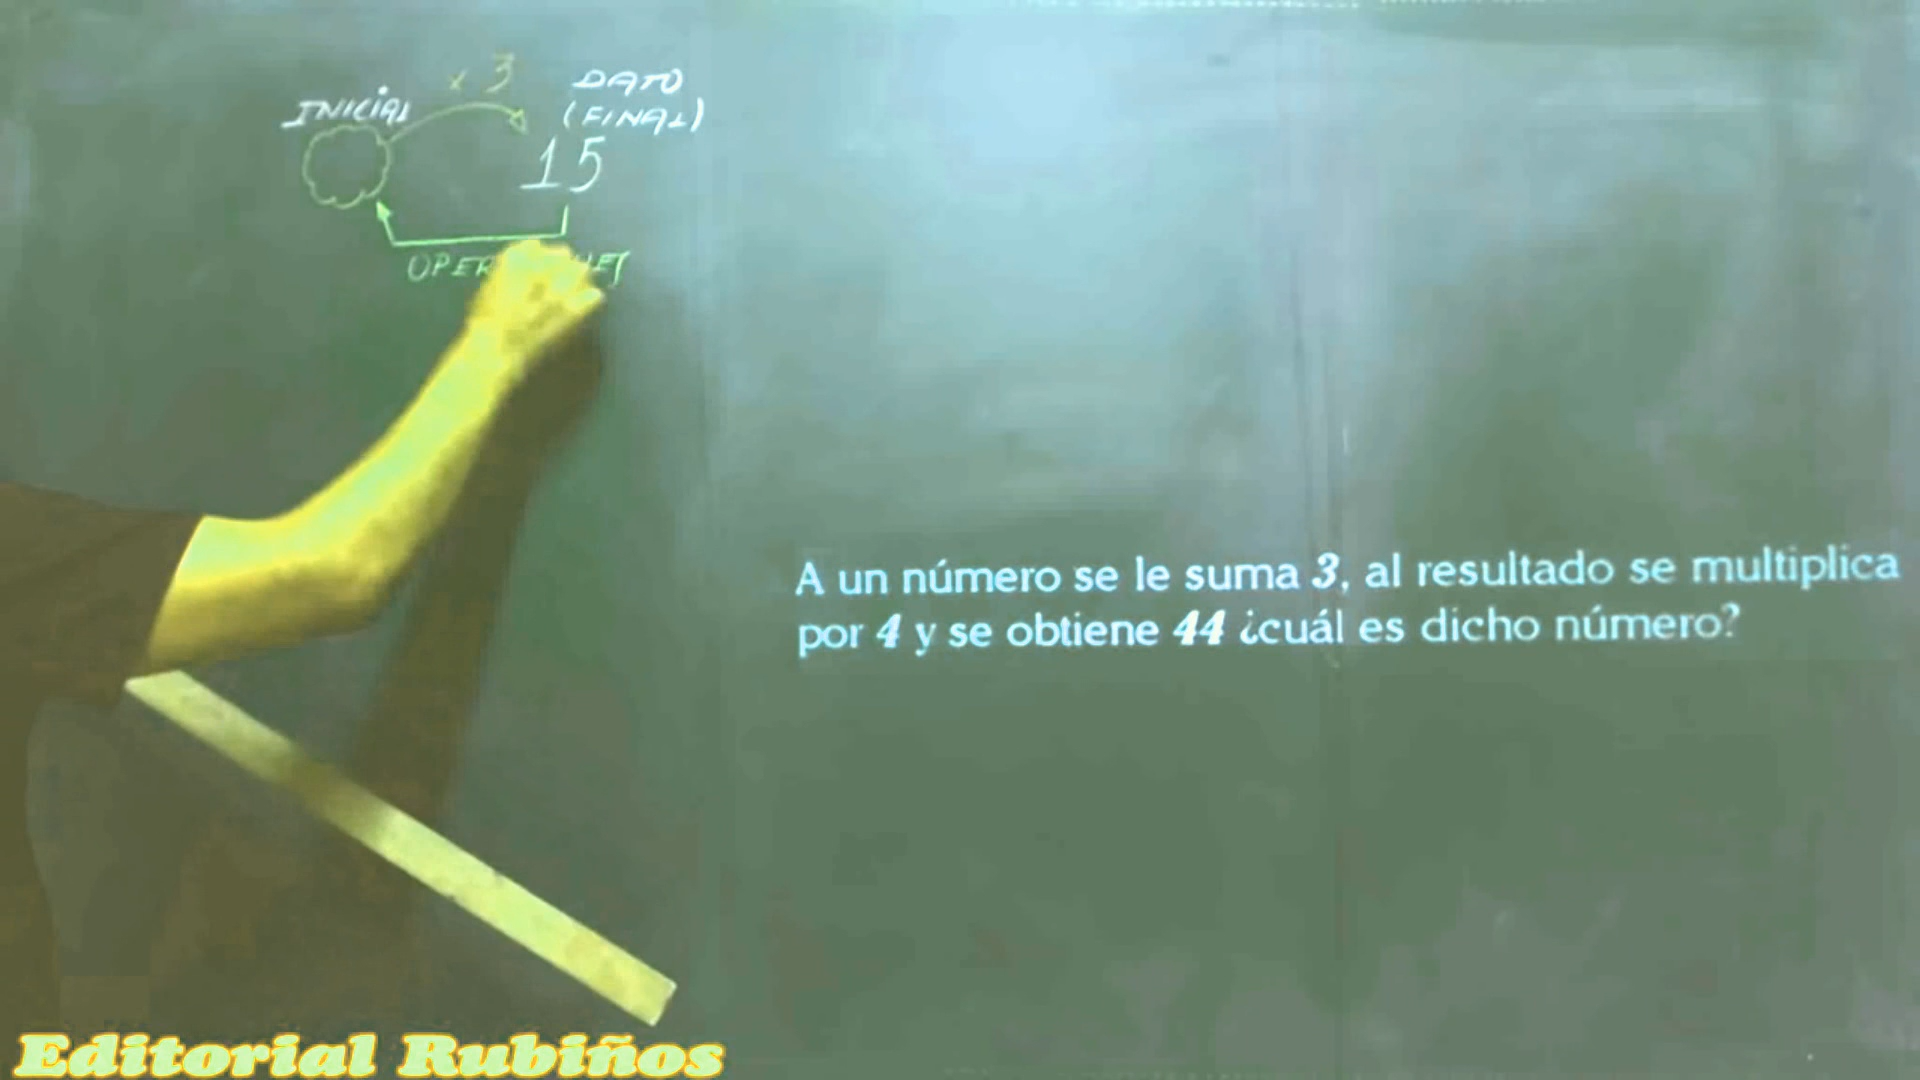 INICIAL
× 3
DATO
(FINAL)
15
A un número se le suma 3, al resultado se multiplica
por 4 y se obtiene 44 ¿cuál es dicho número?
Editorial Rubiños